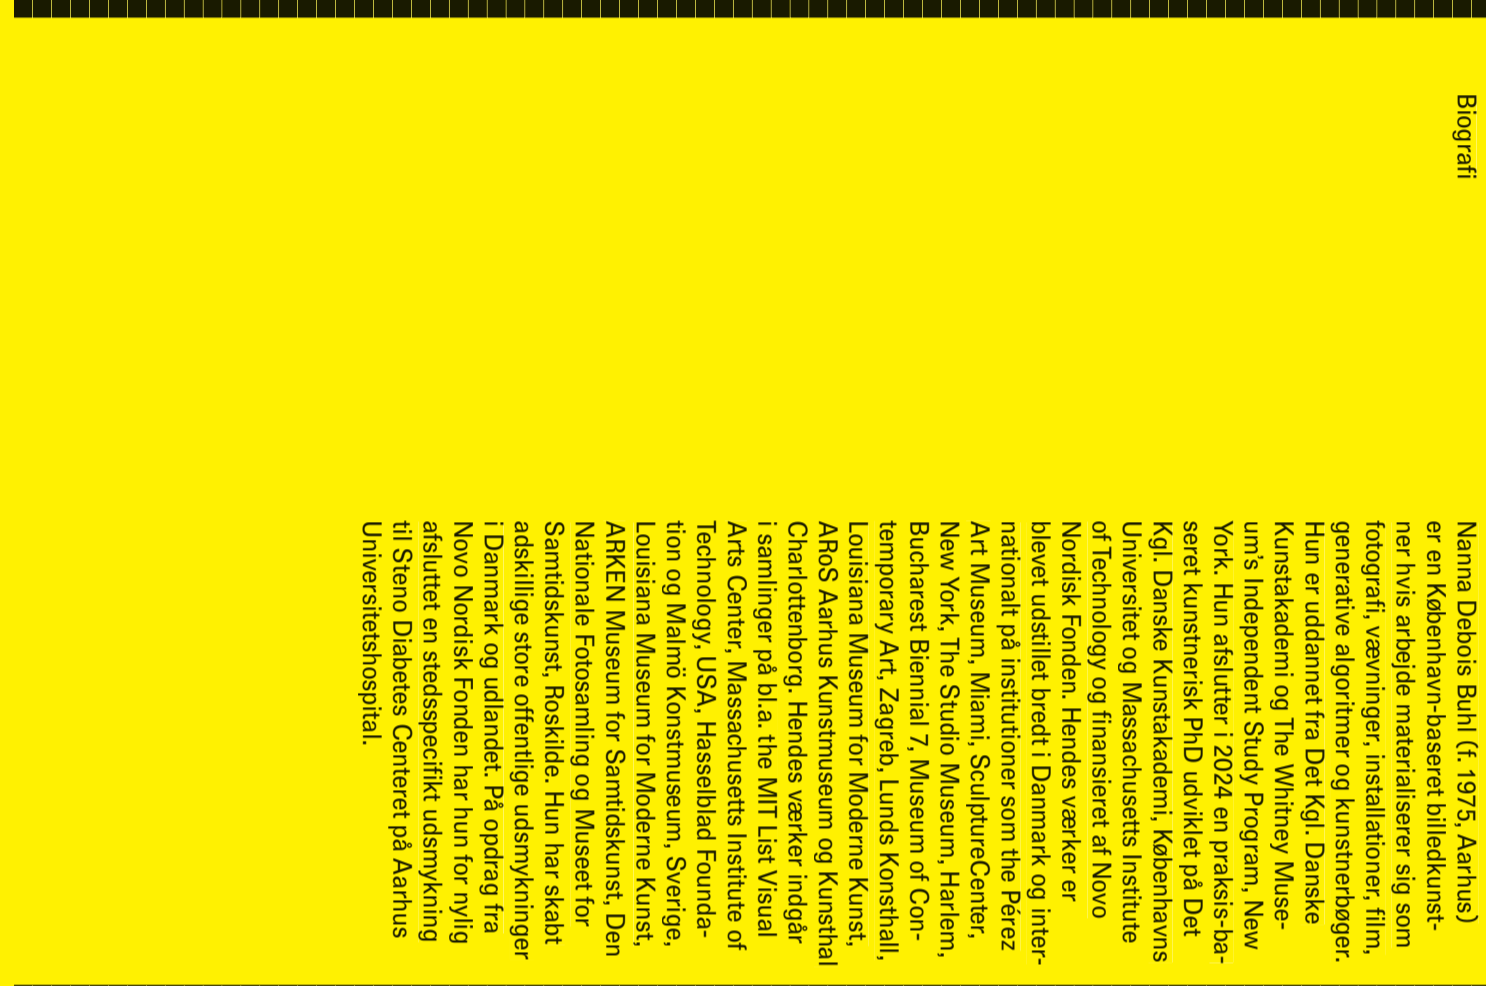 Biografi
Nanna Debois Buhl (f. 1975, Aarhus)
er en København-baseret billedkunst-
ner hvis arbejde materialiserer sig som
fotografi, vævninger, installationer, film,
generative algoritmer og kunstnerbøger.
Hun er uddannet fra Det Kgl. Danske
Kunstakademi og The Whitney Muse-
um’s Independent Study Program, New
York. Hun afslutter i 2024 en praksis-ba-
seret kunstnerisk PhD udviklet på Det
Kgl. Danske Kunstakademi, Københavns
Universitet og Massachusetts Institute
of Technology og finansieret af Novo
Nordisk Fonden. Hendes værker er
blevet udstillet bredt i Danmark og inter-
nationalt på institutioner som the Pérez
Art Museum, Miami, SculptureCenter,
New York, The Studio Museum, Harlem,
Bucharest Biennial 7, Museum of Con-
temporary Art, Zagreb, Lunds Konsthall,
Louisiana Museum for Moderne Kunst,
ARoS Aarhus Kunstmuseum og Kunsthal
Charlottenborg. Hendes værker indgår
i samlinger på bl.a. the MIT List Visual
Arts Center, Massachusetts Institute of
Technology, USA, Hasselblad Founda-
tion og Malmö Konstmuseum, Sverige,
Louisiana Museum for Moderne Kunst,
ARKEN Museum for Samtidskunst, Den
Nationale Fotosamling og Museet for
Samtidskunst, Roskilde. Hun har skabt
adskillige store offentlige udsmykninger
i Danmark og udlandet. På opdrag fra
Novo Nordisk Fonden har hun for nylig
afsluttet en stedsspecifikt udsmykning
til Steno Diabetes Centeret på Aarhus
Universitetshospital.